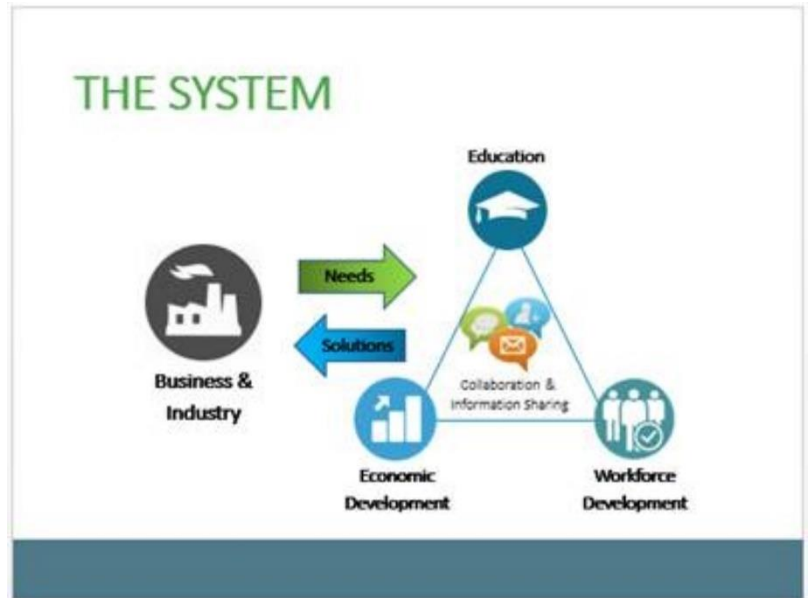 THE SYSTEM
Education
Needs
Solutions
Business &
Industry
Collaboration &
Information Sharing
Economic
Development
Workforce
Development